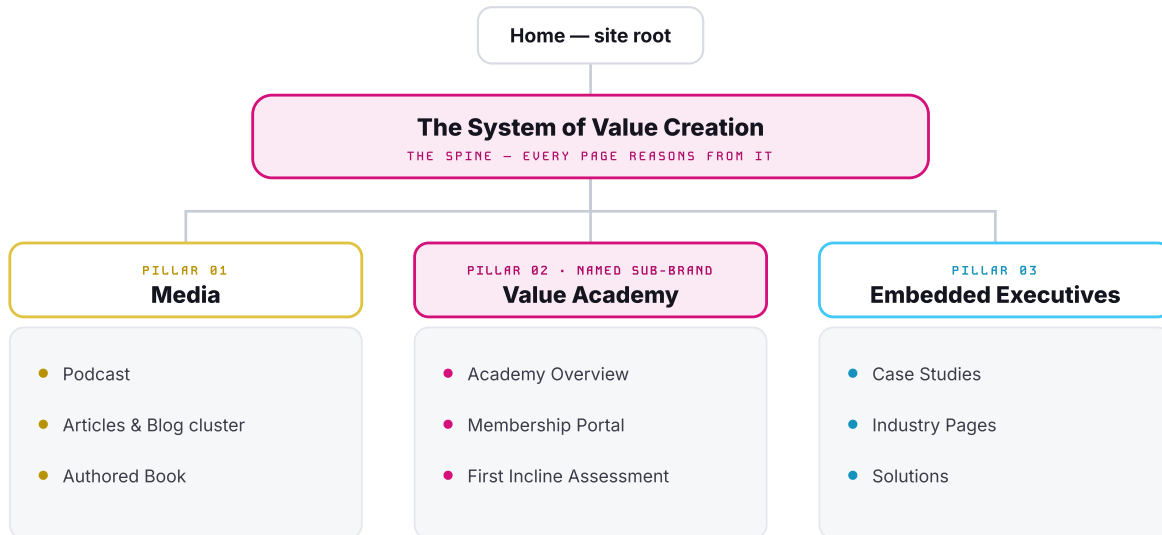 Home — site root
The System of Value Creation
THE SPINE — EVERY PAGE REASONS FROM IT
PILLAR 01
Media
Podcast
Articles & Blog cluster
Authored Book
PILLAR 02 · NAMED SUB-BRAND
Value Academy
Academy Overview
Membership Portal
First Incline Assessment
PILLAR 03
Embedded Executives
Case Studies
Industry Pages
Solutions